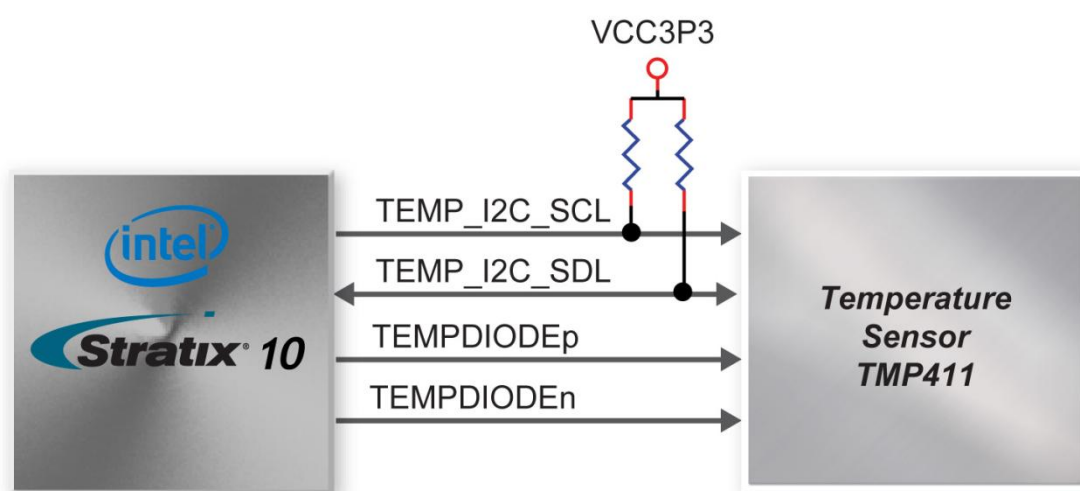 VCC3P3
TEMP_I2C_SCL
TEMP_I2C_SDL
TEMPDIODEp
TEMPDIODEn
intel
Stratix® 10
Temperature
Sensor
TMP411